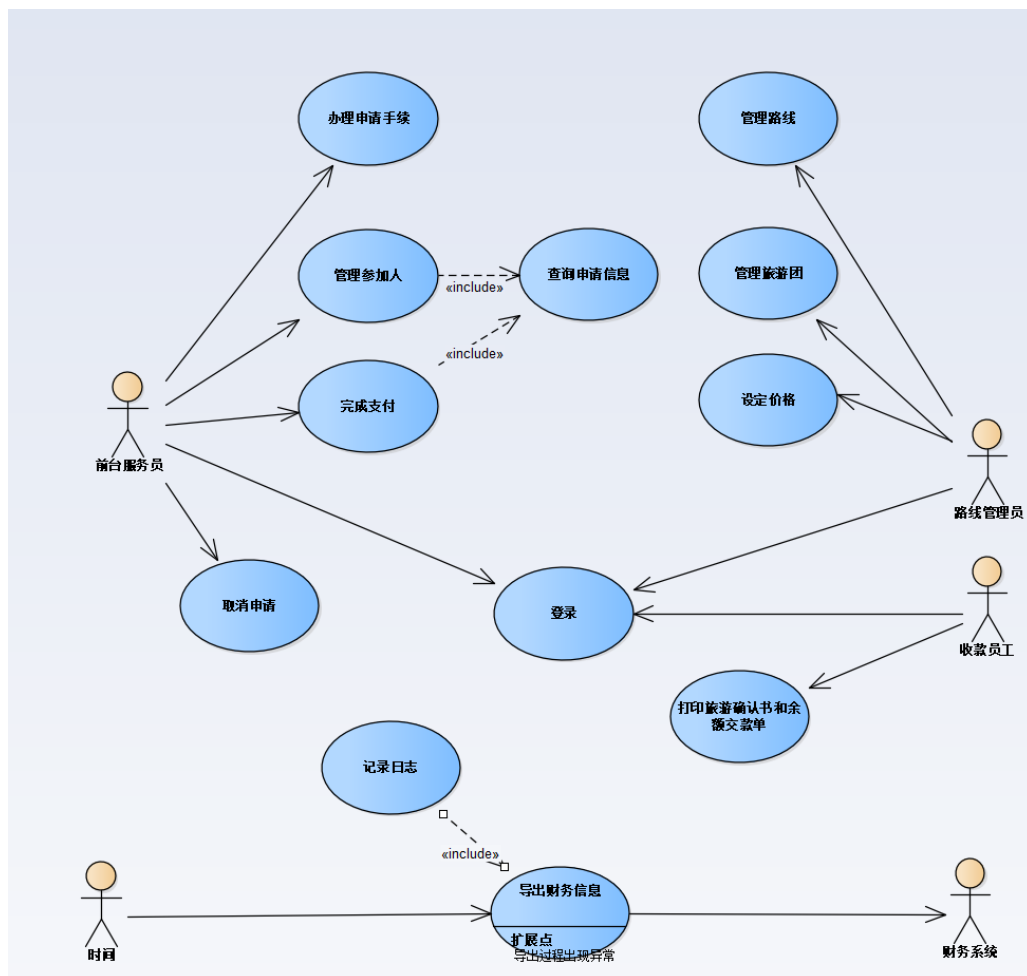 办理申请手续
管理路线
管理参加人
«include»
查询申请信息
管理旅游团
«include»
完成支付
设定价格
前台服务员
路线管理员
取消申请
登录
收款员工
打印旅游确认书和余
额交款单
记录日志
«include»
导出财务信息
扩展点
导出过程出现异常
时间
财务系统